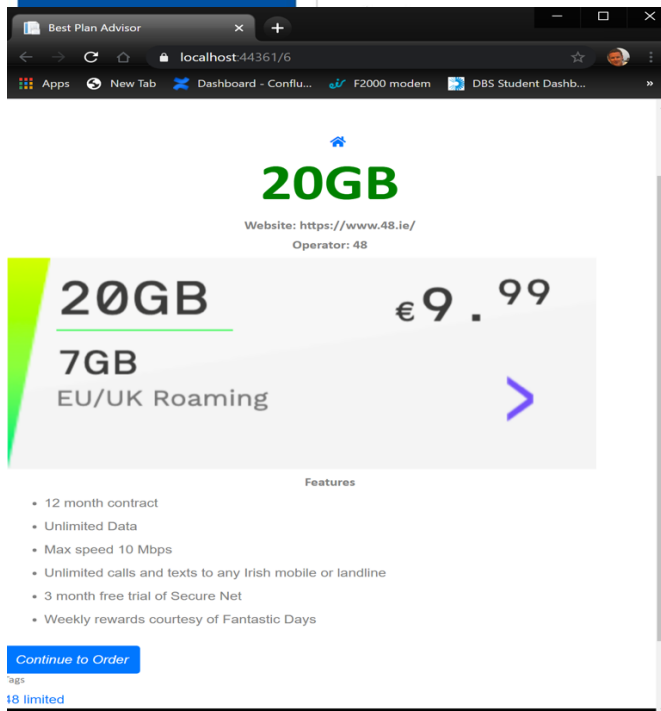 Best Plan Advisor
localhost:44361/6
Apps New Tab Dashboard - Conflu... eir F2000 modem DBS Student Dashb... »
20GB
Website: https://www.48.ie/
Operator: 48
20GB €9.99
7GB
EU/UK Roaming
Features
• 12 month contract
• Unlimited Data
• Max speed 10 Mbps
• Unlimited calls and texts to any Irish mobile or landline
• 3 month free trial of Secure Net
• Weekly rewards courtesy of Fantastic Days
Continue to Order
Tags
48 limited